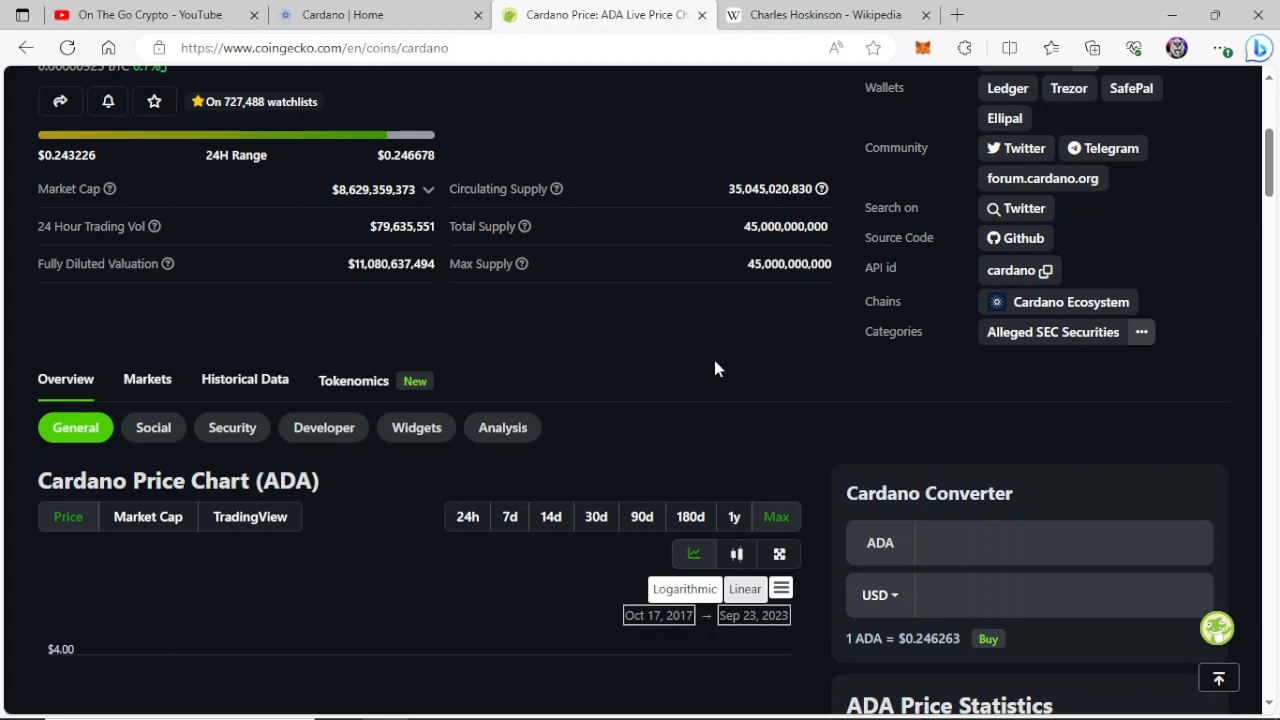 On The Go Crypto - YouTube
Cardano | Home
Cardano Price: ADA Live Price Ch
W Charles Hoskinson - Wikipedia
https://www.coingecko.com/en/coins/cardano
0.00000925 BTC 0.7%
On 727,488 watchlists
$0.243226 24H Range $0.246678
Market Cap $8,629,359,373
24 Hour Trading Vol $79,635,551
Fully Diluted Valuation $11,080,637,494
Circulating Supply 35,045,020,830
Total Supply 45,000,000,000
Max Supply 45,000,000,000
Wallets Ledger Trezor SafePal
Ellipal
Community Twitter Telegram
forum.cardano.org
Search on Twitter
Source Code Github
API id cardano
Chains Cardano Ecosystem
Categories Alleged SEC Securities
Overview Markets Historical Data Tokenomics New
General Social Security Developer Widgets Analysis
Cardano Price Chart (ADA)
Price Market Cap TradingView
24h 7d 14d 30d 90d 180d 1y Max
Logarithmic Linear
Oct 17, 2017 → Sep 23, 2023
$4.00
Cardano Converter
ADA
USD
1 ADA = $0.246263 Buy
ADA Price Statistics